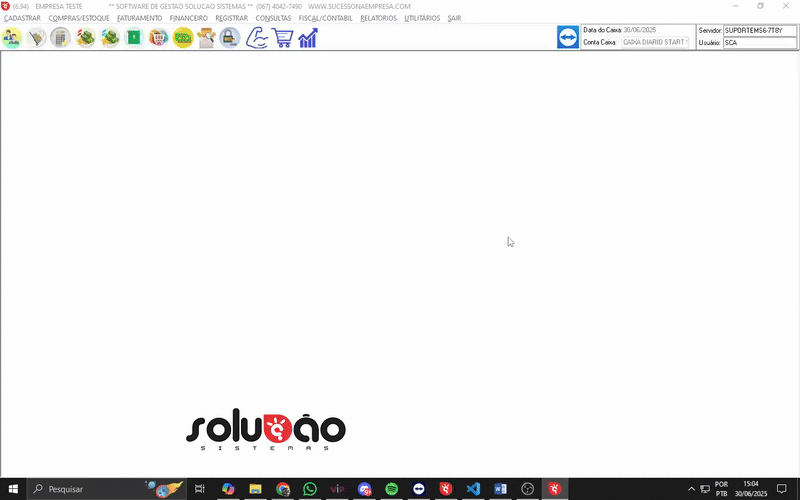 (6.94) EMPRESA TESTE ** SOFTWARE DE GESTAO SOLUCAO SISTEMAS ** (067) 4042-7490 WWW.SUCESSONAEMPRESA.COM
CADASTRAR COMPRAS/ESTOQUE FATURAMENTO FINANCEIRO REGISTRAR CONSULTAS FISCAL/CONTABIL RELATORIOS UTILITÁRIOS SAIR
Data do Caixa: 30/06/2025 Servidor: SUPORTEMS6-7T8Y
Conta Caixa: CAIXA DIARIO START Usuário: SCA
solução
SISTEMAS
Pesquisar
vip
POR 15:04
PTB 30/06/2025